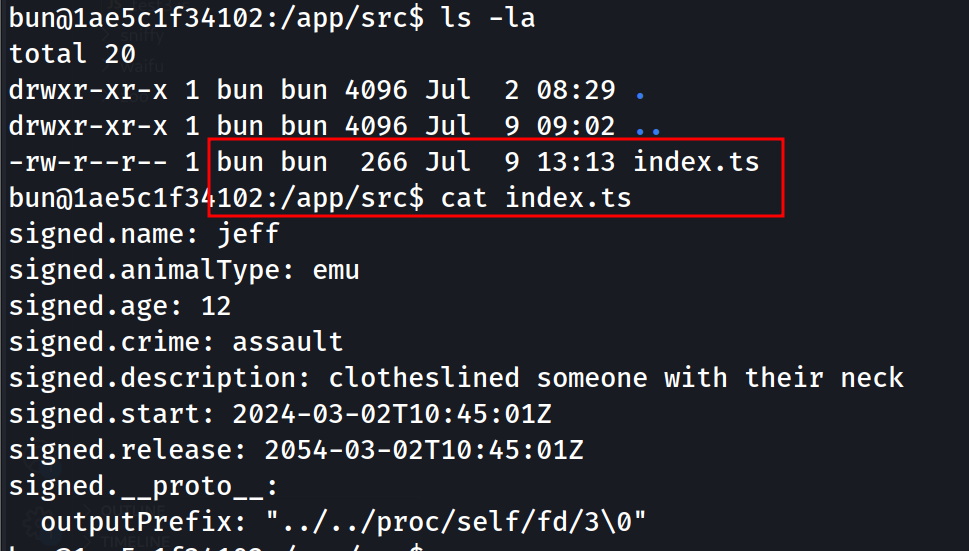 bun@1ae5c1f34102:/app/src$ ls -la
total 20
drwxr-xr-x 1 bun bun 4096 Jul  2 08:29 .
drwxr-xr-x 1 bun bun 4096 Jul  9 09:02 ..
-rw-r--r-- 1 bun bun  266 Jul  9 13:13 index.ts
bun@1ae5c1f34102:/app/src$ cat index.ts
signed.name: jeff
signed.animalType: emu
signed.age: 12
signed.crime: assault
signed.description: clotheslined someone with their neck
signed.start: 2024-03-02T10:45:01Z
signed.release: 2054-03-02T10:45:01Z
signed.__proto__:
  outputPrefix: "../../proc/self/fd/3\0"
OUTLINE
TIMELINE